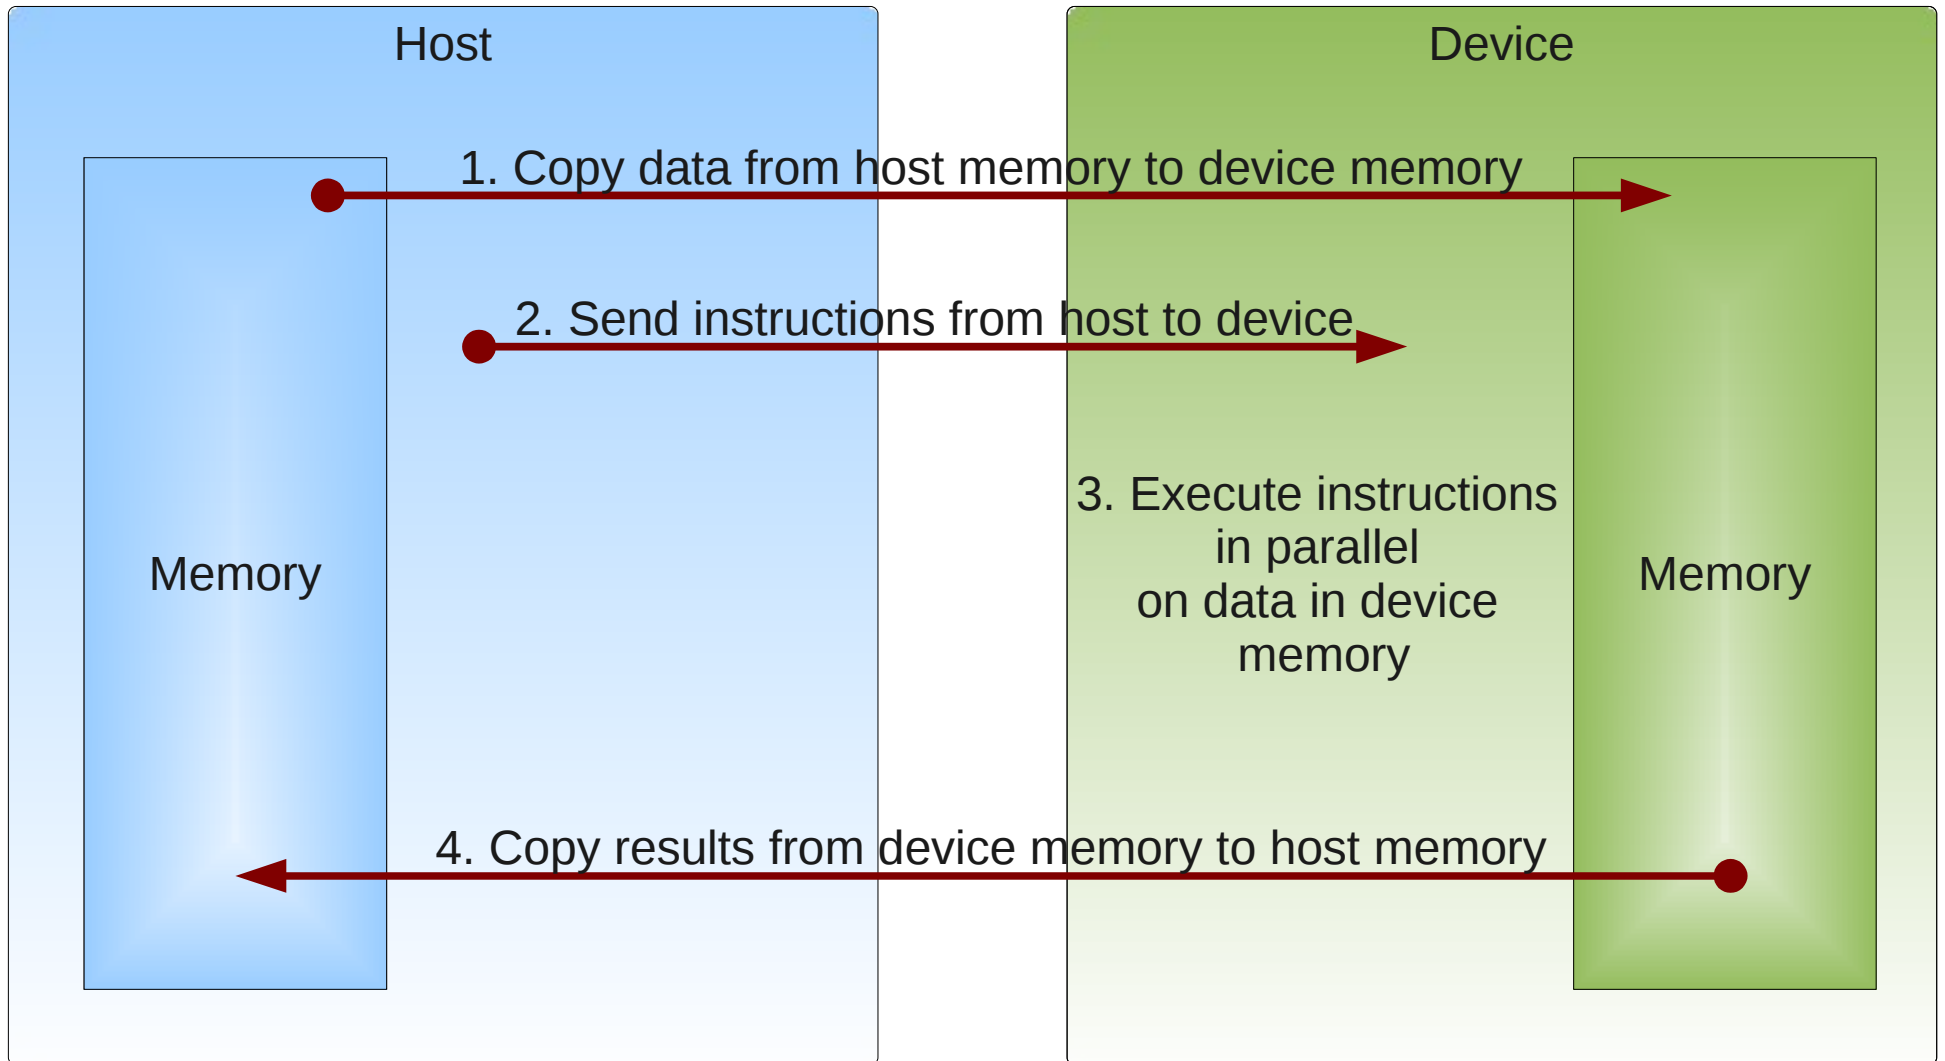 Host
Device
1. Copy data from host memory to device memory
2. Send instructions from host to device
3. Execute instructions
in parallel
on data in device
memory
Memory
Memory
4. Copy results from device memory to host memory